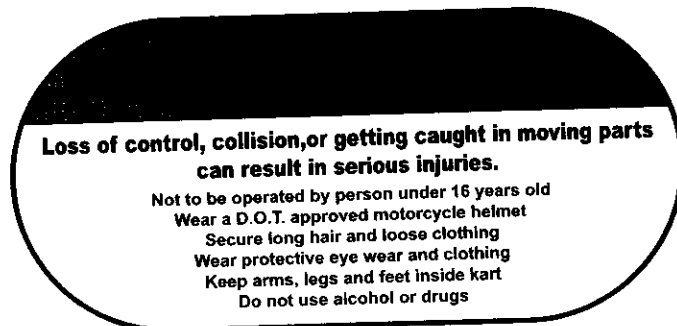 Loss of control, collision,or getting caught in moving parts
can result in serious injuries.
Not to be operated by person under 16 years old
Wear a D.O.T. approved motorcycle helmet
Secure long hair and loose clothing
Wear protective eye wear and clothing
Keep arms, legs and feet inside kart
Do not use alcohol or drugs